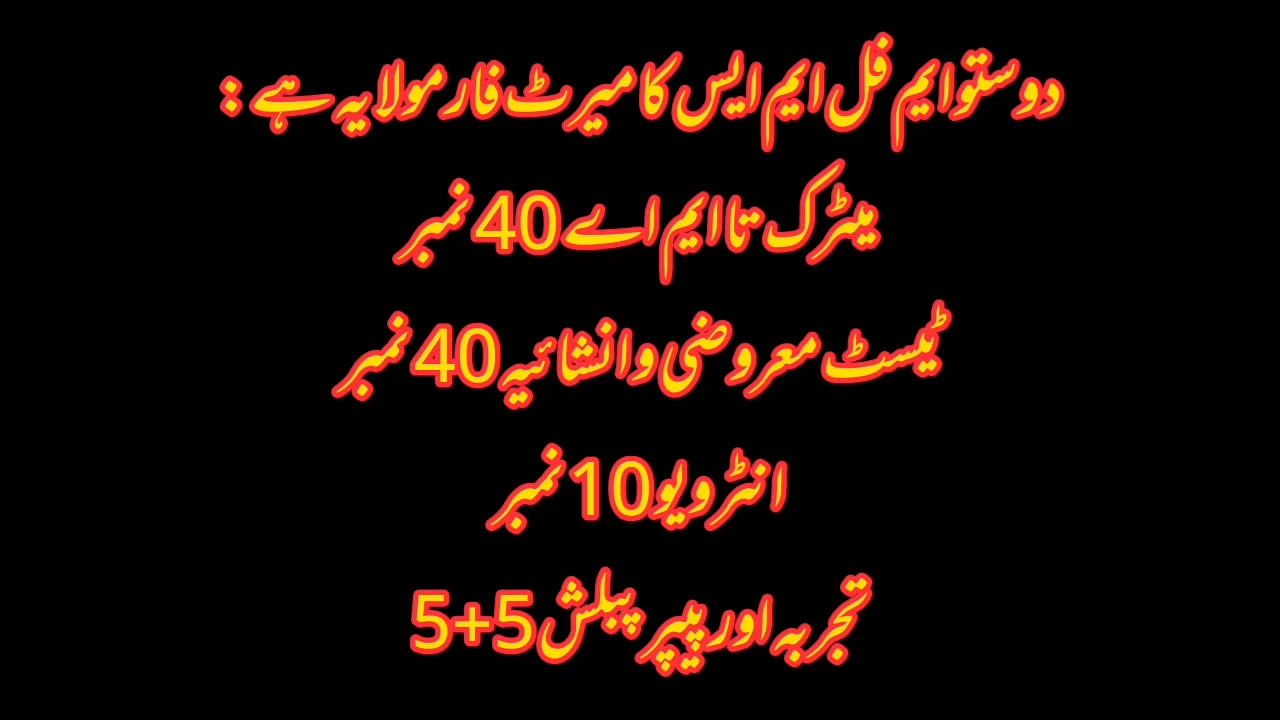 دوستو ایم فل ایم ایس کا میرٹ فارمولا یہ ہے :
میٹرک تا ایم اے 40 نمبر
ٹیسٹ معروضی و انشائیہ 40 نمبر
انٹرویو 10 نمبر
تجربہ اور پیپر پبلش 5+5